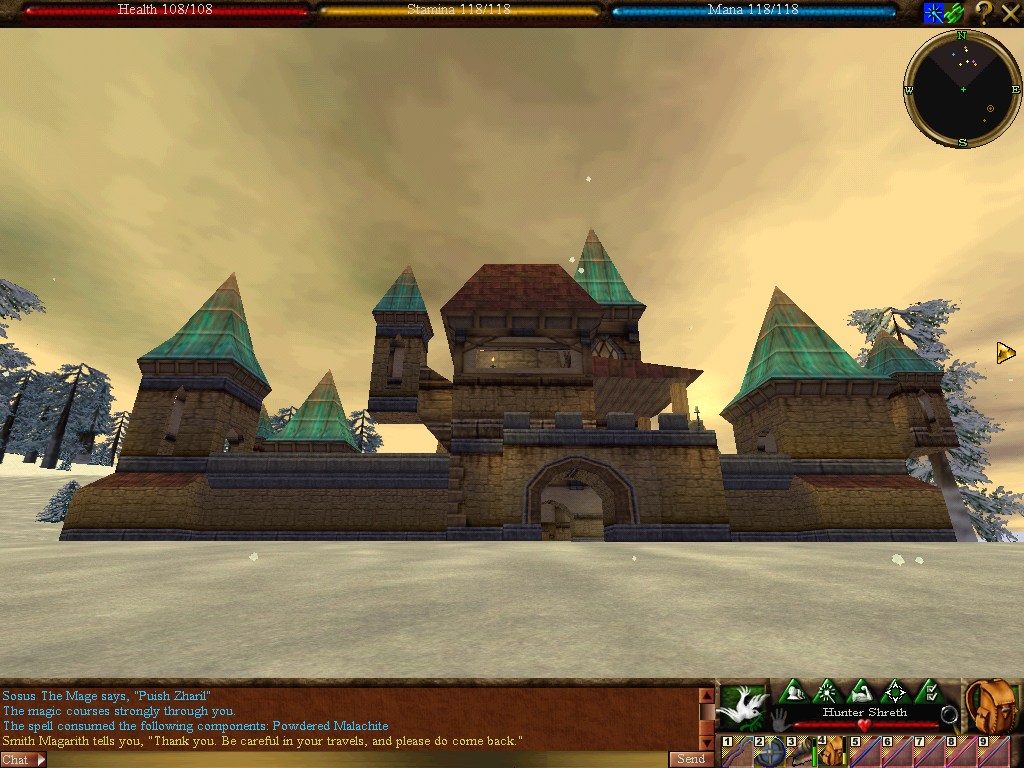 Health 108/108 Stamina 118/118 Mana 118/118
N
W E
S
Sosus The Mage says, "Puish Zharil"
The magic courses strongly through you.
The spell consumed the following components: Powdered Malachite
Smith Magarith tells you, "Thank you. Be careful in your travels, and please do come back."
Chat Send
Hunter Shreth
1 2 3 4 5 6 7 8 9